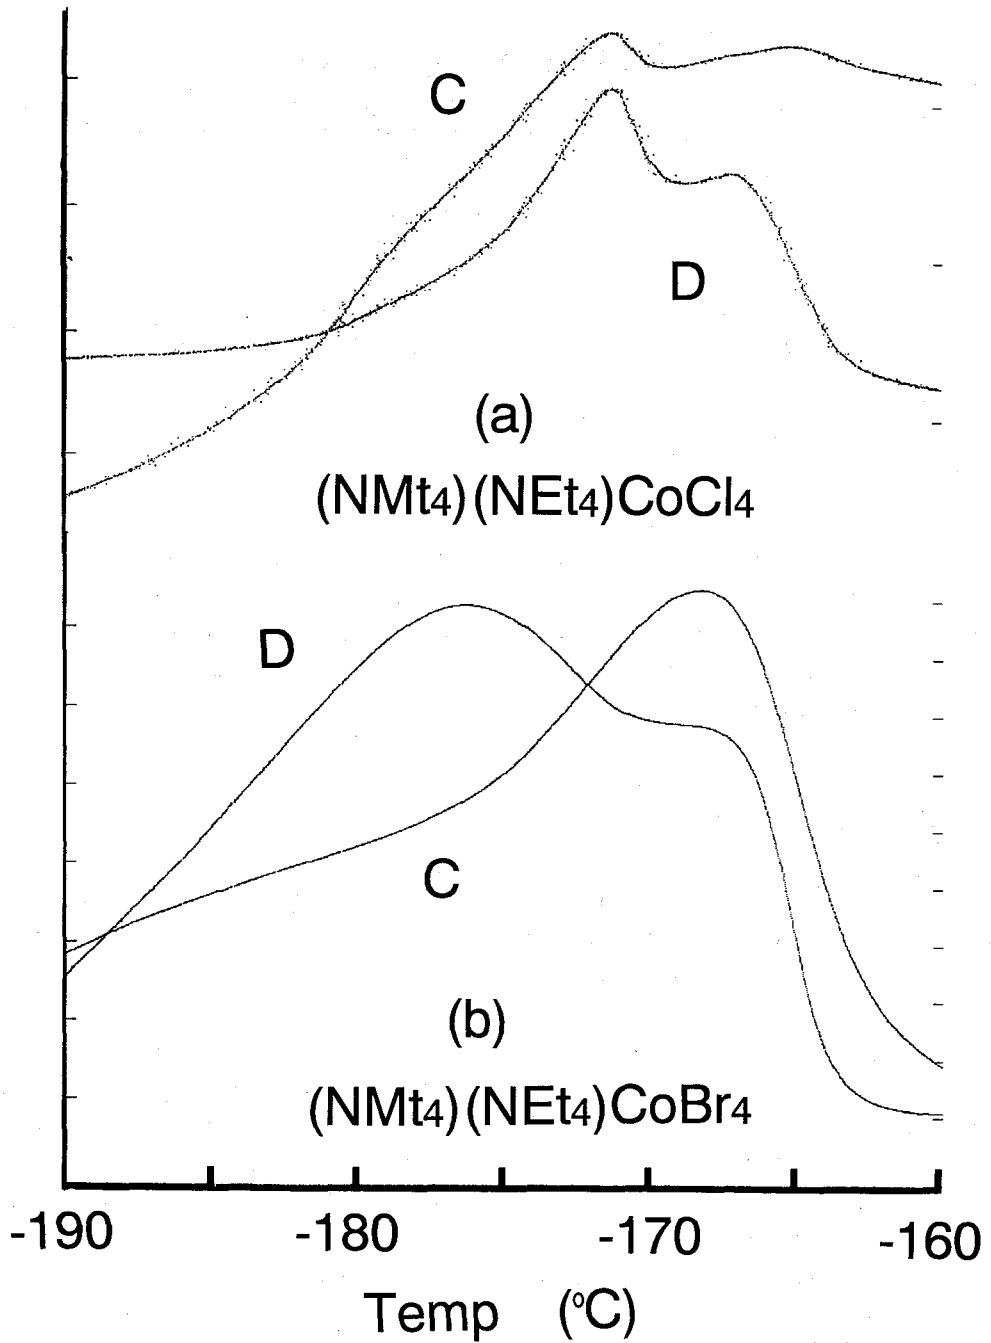 C
D
(a)
(NMt4)(NEt4)CoCl4
D
C
(b)
(NMt4)(NEt4)CoBr4
-190 -180 -170 -160
Temp (°C)